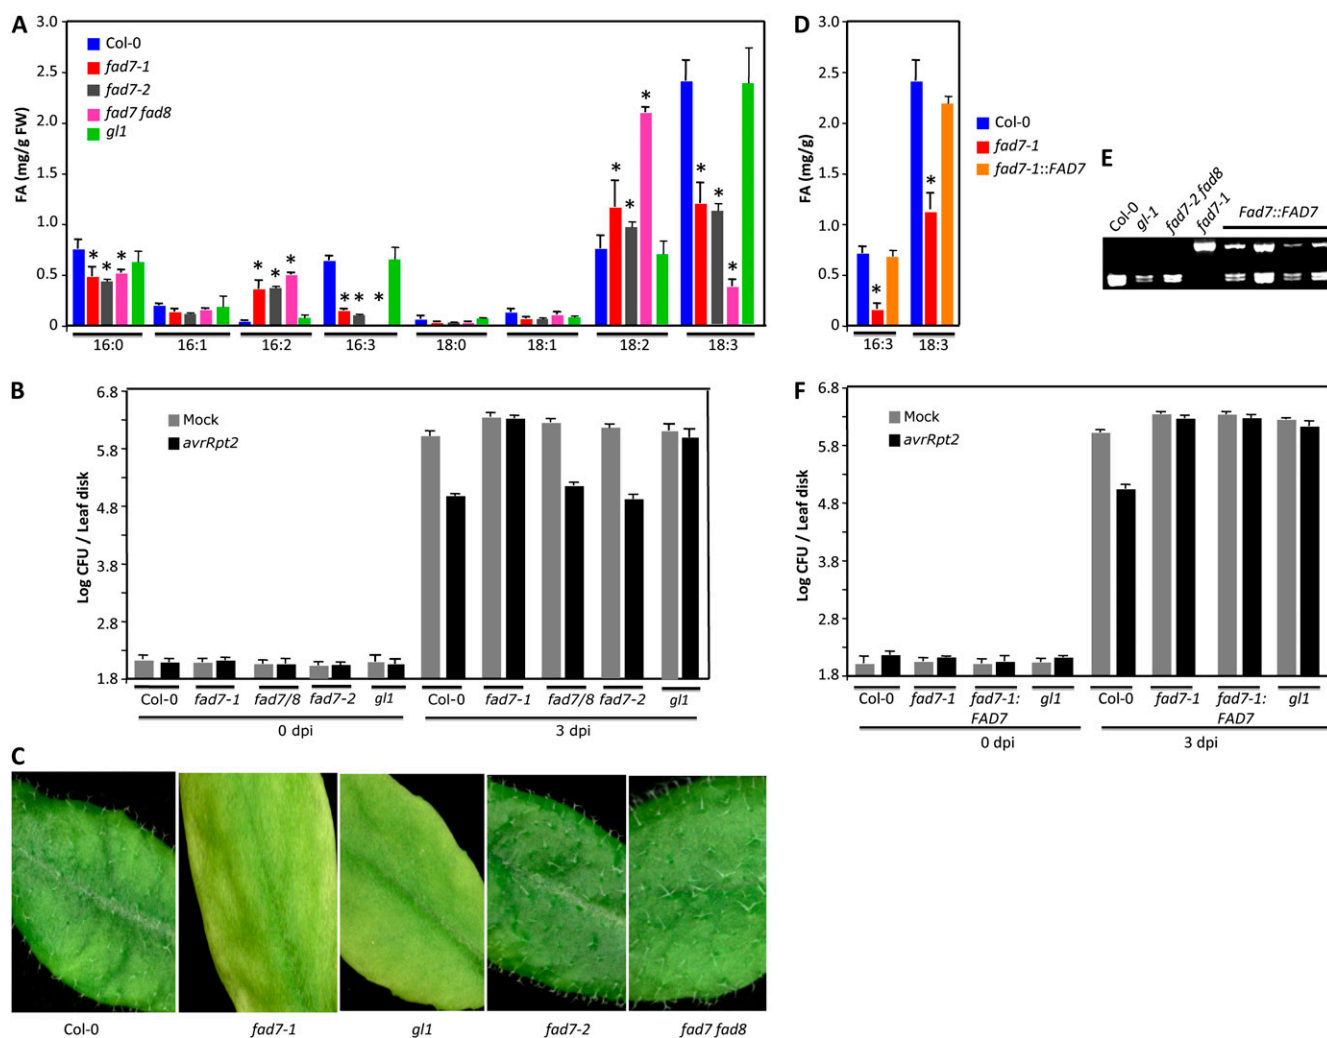 A
3.0
2.5
2.0
1.5
1.0
0.5
0
FA (mg/g FW)
Col-0
fad7-1
fad7-2
fad7 fad8
gl1
* * * * * * *** * * * * * *
16:0 16:1 16:2 16:3 18:0 18:1 18:2 18:3
D
3.0
2.5
2.0
1.5
1.0
0.5
0
FA (mg/g)
* *
16:3 18:3
Col-0
fad7-1
fad7-1::FAD7
E
Col-0 gl-1 fad7-2 fad8 fad7-1 Fad7::FAD7
B
6.8
5.8
4.8
3.8
2.8
1.8
Log CFU / Leaf disk
Mock
avrRpt2
Col-0 fad7-1 fad7/8 fad7-2 gl1 Col-0 fad7-1 fad7/8 fad7-2 gl1
0 dpi 3 dpi
F
6.8
5.8
4.8
3.8
2.8
1.8
Log CFU / Leaf disk
Mock
avrRpt2
Col-0 fad7-1 fad7-1: gl1 Col-0 fad7-1 fad7-1: gl1
FAD7 FAD7
0 dpi 3 dpi
C
Col-0 fad7-1 gl1 fad7-2 fad7 fad8